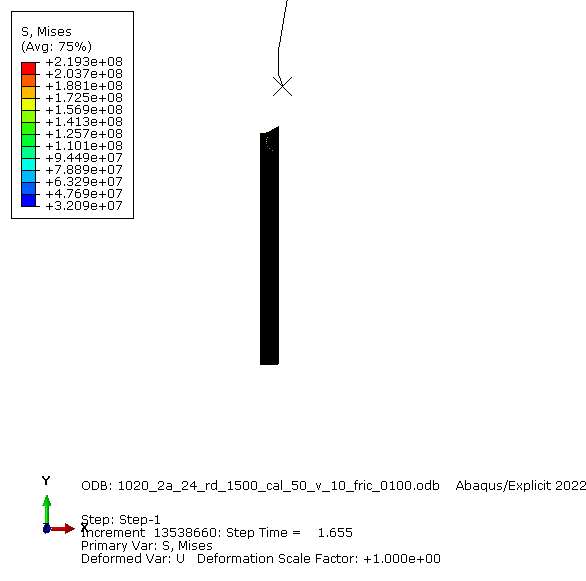 S, Mises
(Avg: 75%)
+2.193e+08
+2.037e+08
+1.881e+08
+1.725e+08
+1.569e+08
+1.413e+08
+1.257e+08
+1.101e+08
+9.449e+07
+7.889e+07
+6.329e+07
+4.769e+07
+3.209e+07
Y
X
Z
ODB: 1020_2a_24_rd_1500_cal_50_v_10_fric_0100.odb Abaqus/Explicit 2022
Step: Step-1
Increment 13538660: Step Time = 1.655
Primary Var: S, Mises
Deformed Var: U Deformation Scale Factor: +1.000e+00